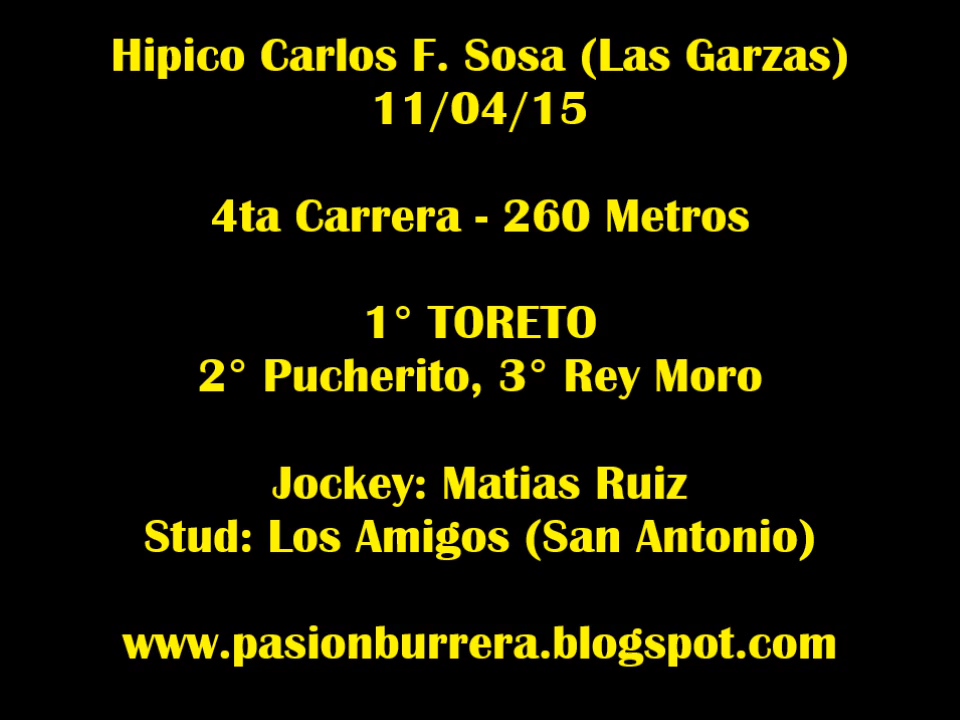 Hipico Carlos F. Sosa (Las Garzas)
11/04/15
4ta Carrera - 260 Metros
1° TORETO
2° Pucherito, 3° Rey Moro
Jockey: Matias Ruiz
Stud: Los Amigos (San Antonio)
www.pasionburrera.blogspot.com